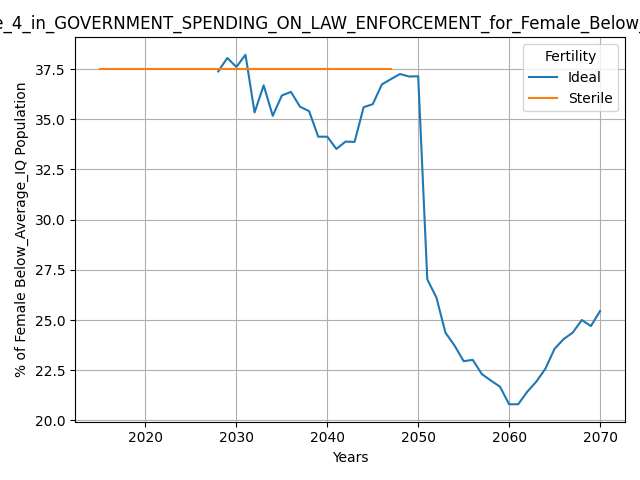 e_4_in_GOVERNMENT_SPENDING_ON_LAW_ENFORCEMENT_for_Female_Below_
Fertility
Ideal
Sterile
37.5
35.0
32.5
30.0
27.5
25.0
22.5
20.0
% of Female Below_Average_IQ Population
2020 2030 2040 2050 2060 2070
Years